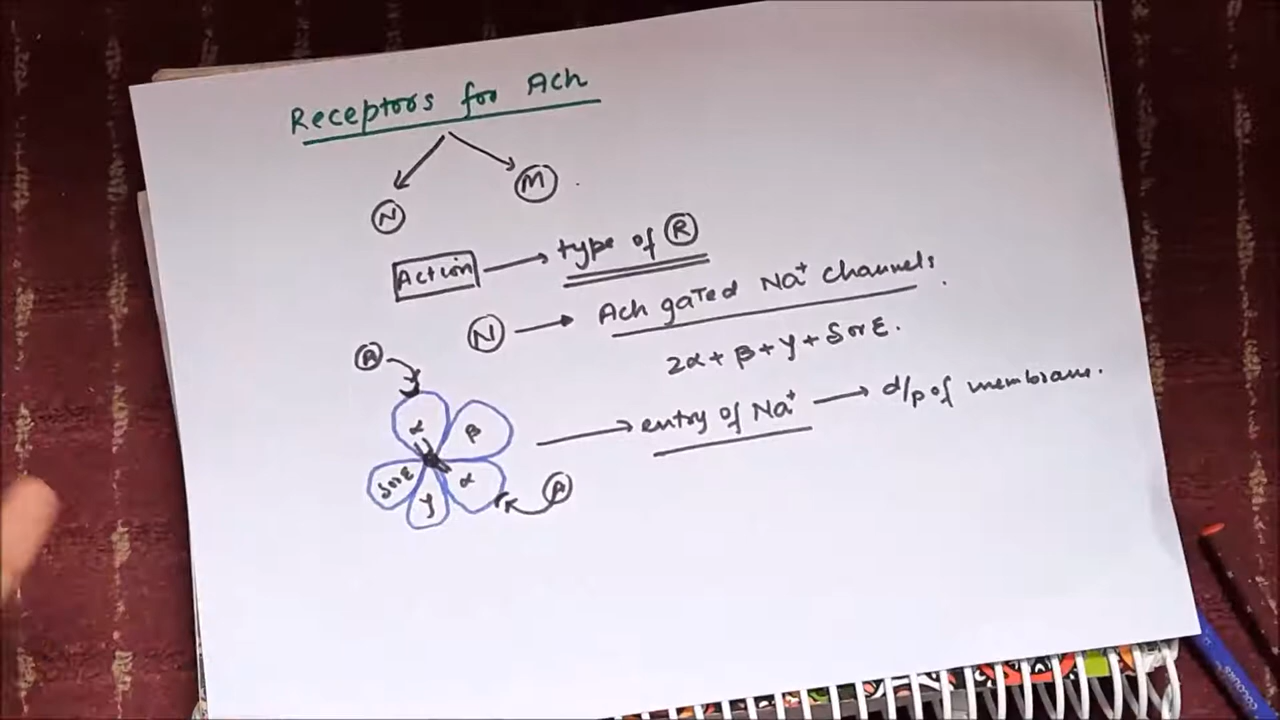 Receptors for Ach
N
M
Action → type of R
N → Ach gated Na⁺ channels.
2α + β + γ + δ or ε.
A
α
β
→ entry of Na⁺ → d/p of membrane.
δ or ε
γ
α
A